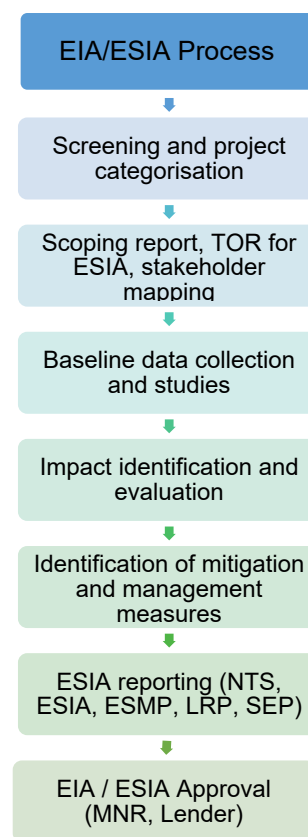 EIA/ESIA Process
Screening and project
categorisation
Scoping report, TOR for
ESIA, stakeholder
mapping
Baseline data collection
and studies
Impact identification and
evaluation
Identification of mitigation
and management
measures
ESIA reporting (NTS,
ESIA, ESMP, LRP, SEP)
EIA / ESIA Approval
(MNR, Lender)